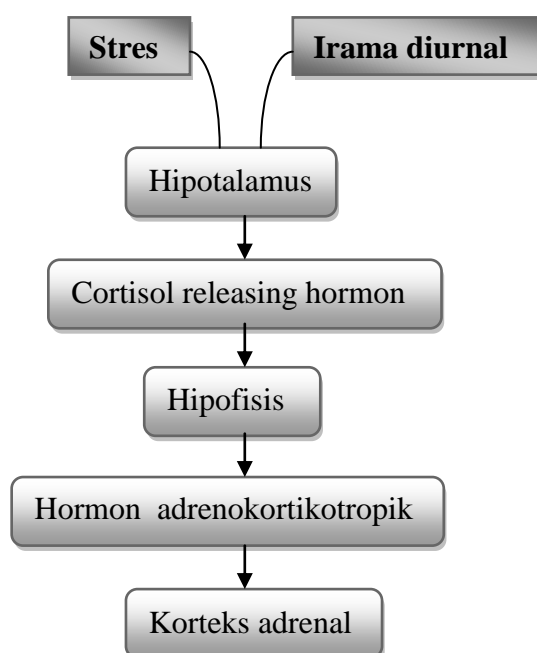 Stres
Irama diurnal
Hipotalamus
Cortisol releasing hormon
Hipofisis
Hormon adrenokortikotropik
Korteks adrenal